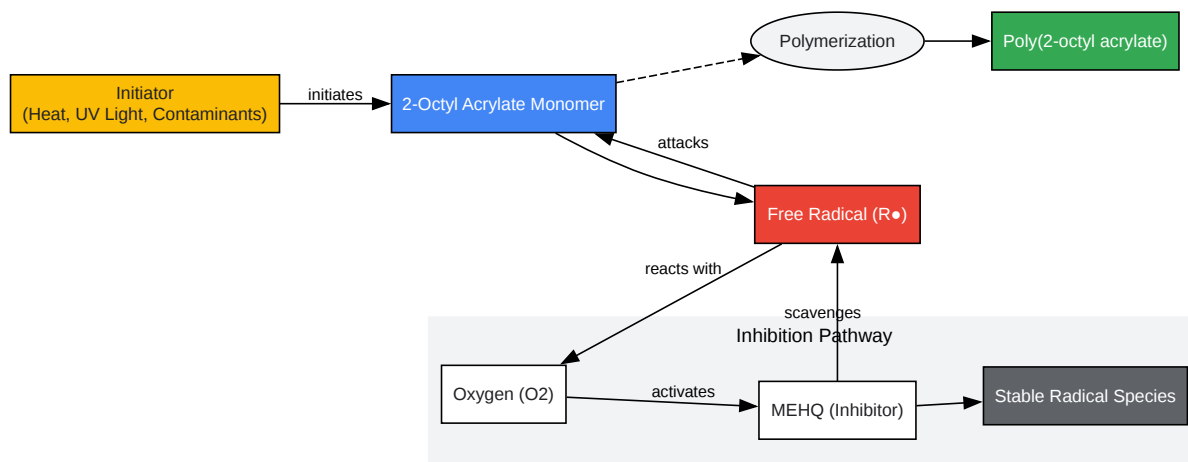 Polymerization
Poly(2-octyl acrylate)
Initiator
(Heat, UV Light, Contaminants)
initiates
2-Octyl Acrylate Monomer
attacks
Free Radical (R●)
reacts with
scavenges
Inhibition Pathway
Oxygen (O2)
activates
MEHQ (Inhibitor)
Stable Radical Species